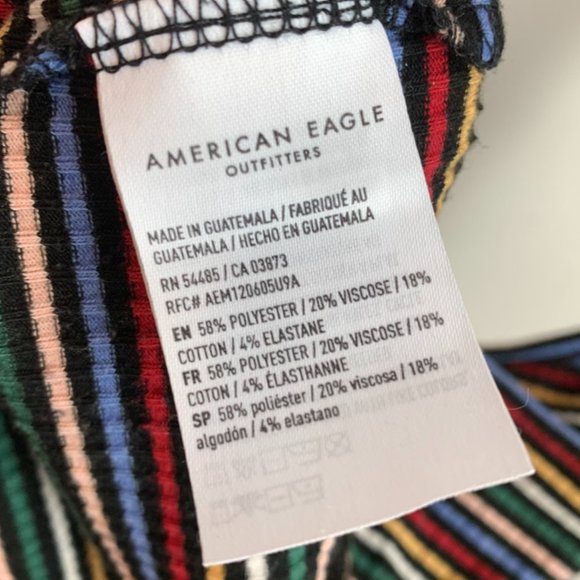 AMERICAN EAGLE
OUTFITTERS
MADE IN GUATEMALA / FABRIQUÉ AU
GUATEMALA / HECHO EN GUATEMALA
RN 54485 / CA 03873
RFC# AEM120605U9A
EN 58% POLYESTER / 20% VISCOSE / 18%
COTTON / 4% ELASTANE
FR 58% POLYESTER / 20% VISCOSE / 18%
COTON / 4% ÉLASTHANNE
SP 58% poliéster / 20% viscosa / 18%
algodón / 4% elastano